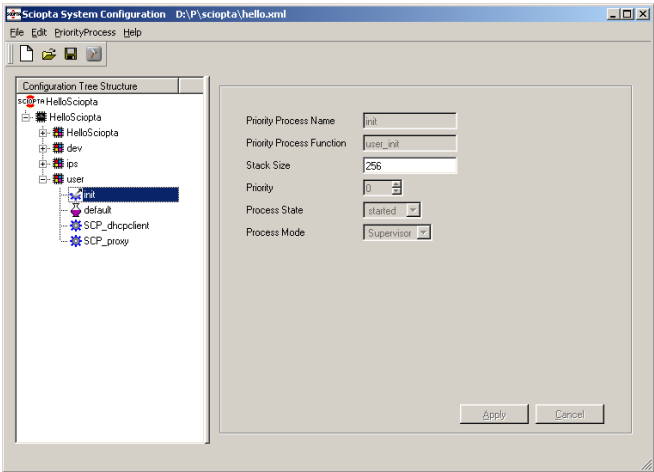 Sciopta System Configuration D:\P\sciopta\hello.xml
File Edit PriorityProcess Help
Configuration Tree Structure
SCIOPTA HelloSciopta
HelloSciopta
HelloSciopta
dev
ips
user
init
default
SCP_dhcpclient
SCP_proxy
Priority Process Name init
Priority Process Function user_init
Stack Size 256
Priority 0
Process State started
Process Mode Supervisor
Apply Cancel